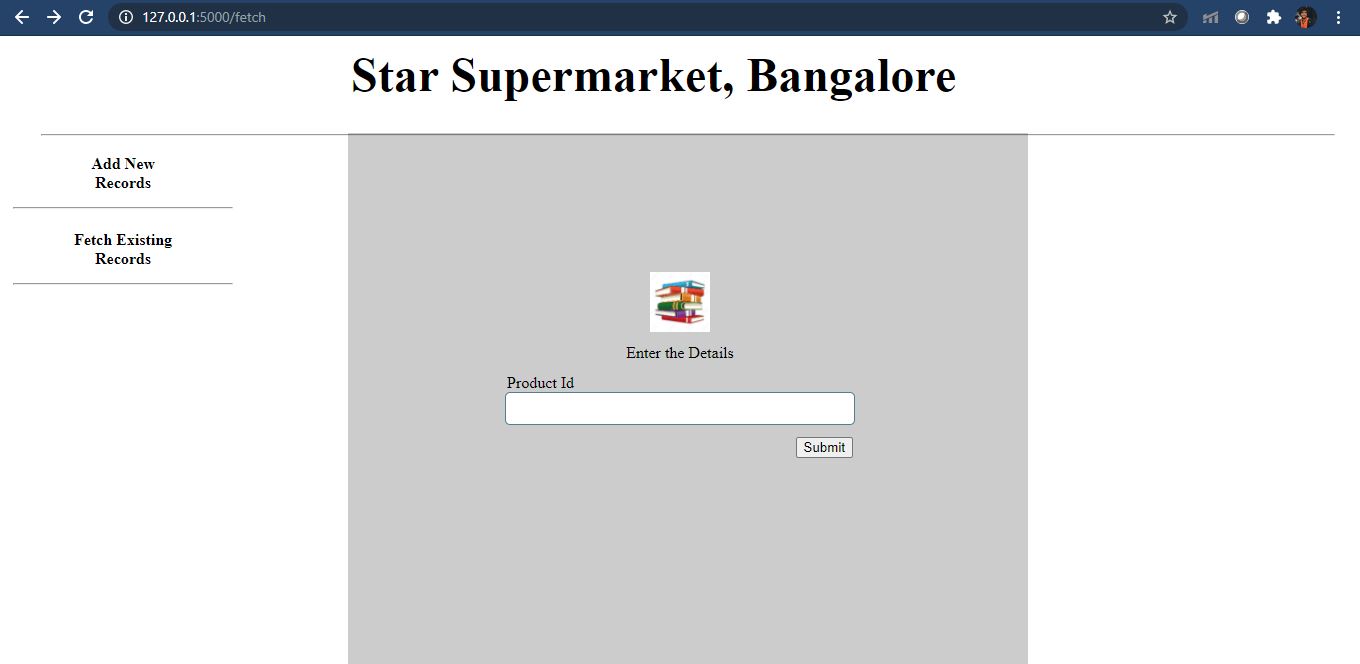 127.0.0.1:5000/fetch
Star Supermarket, Bangalore
Add New
Records
Fetch Existing
Records
Enter the Details
Product Id
Submit